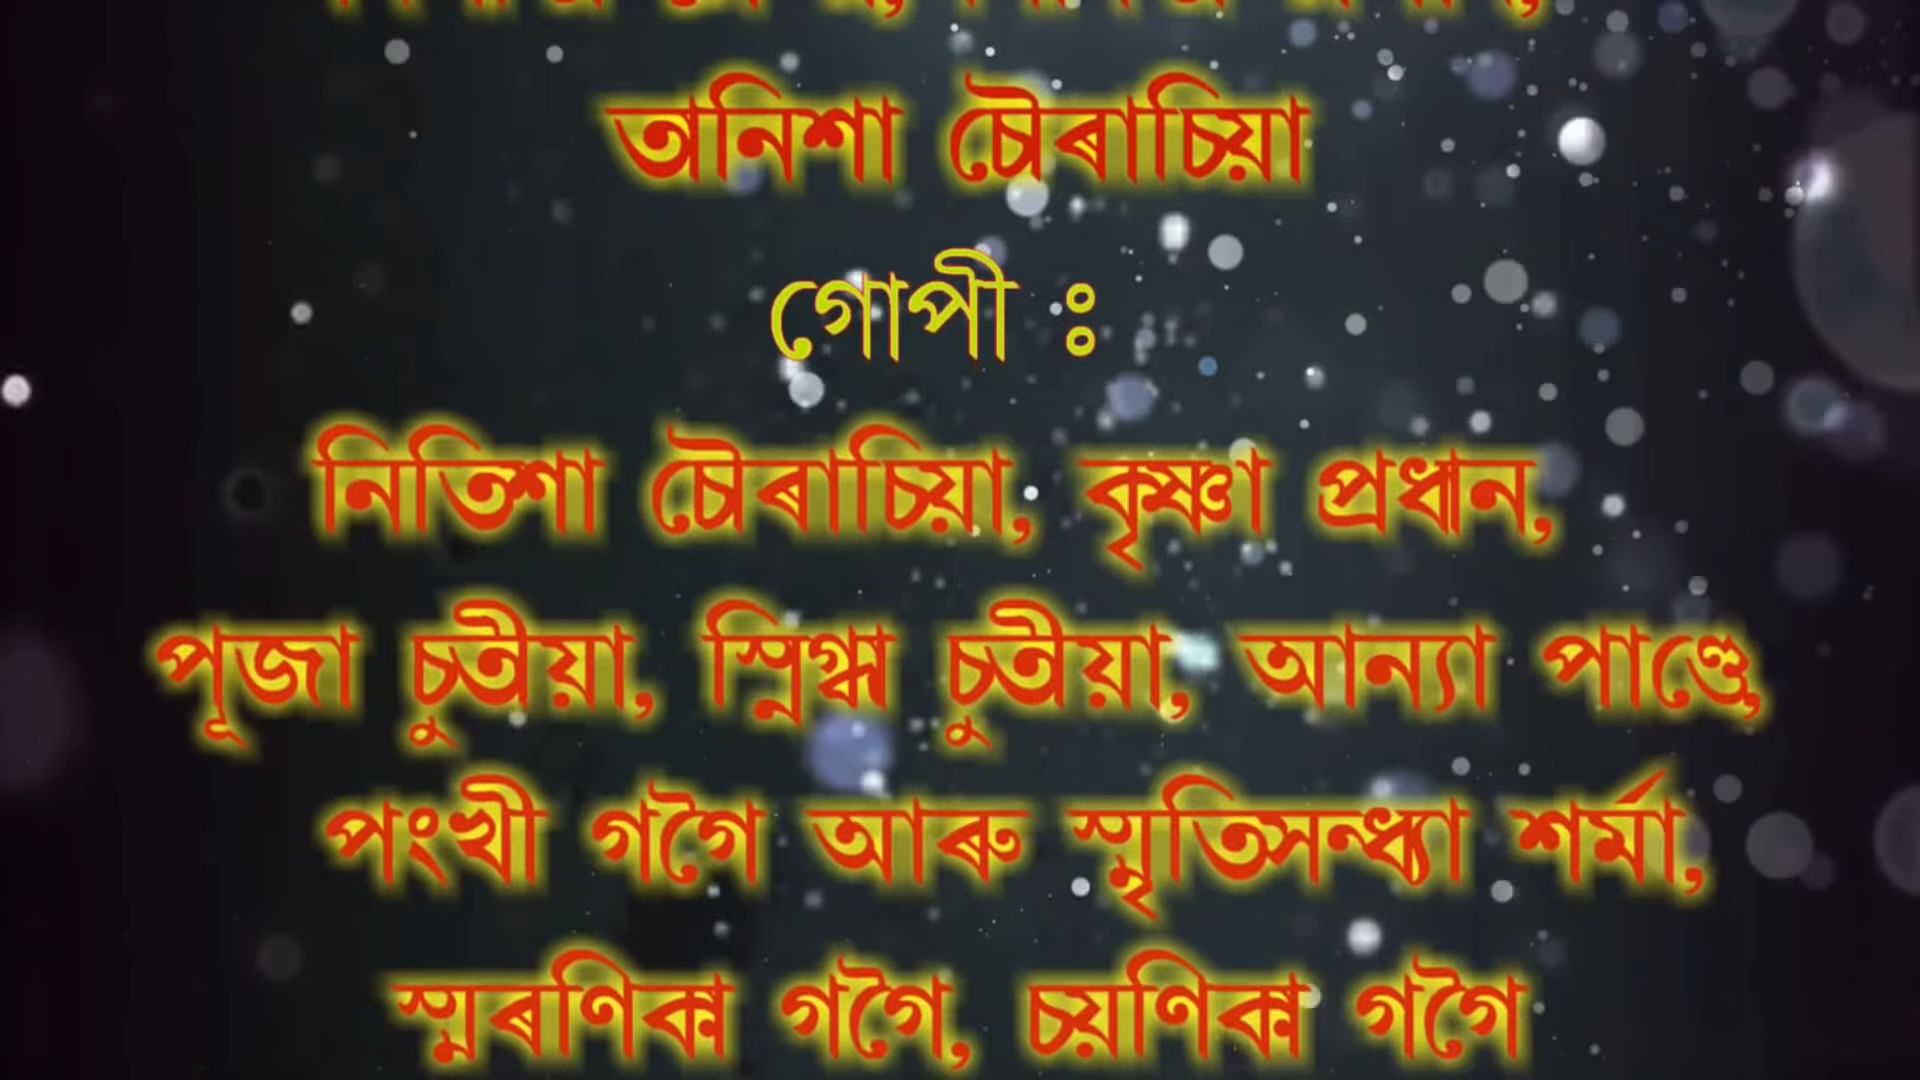 অনিশা চৌৰাচিয়া
গোপী ঃ
নিতিশা চৌৰাচিয়া, কৃষ্ণা প্ৰধান,
পূজা চুতীয়া, স্নিগ্ধা চুতীয়া, আন্যা পাণ্ডে,
পংখী গগৈ আৰু স্মৃতিসন্ধ্যা শৰ্মা,
স্মৰণিকা গগৈ, চয়ণিকা গগৈ